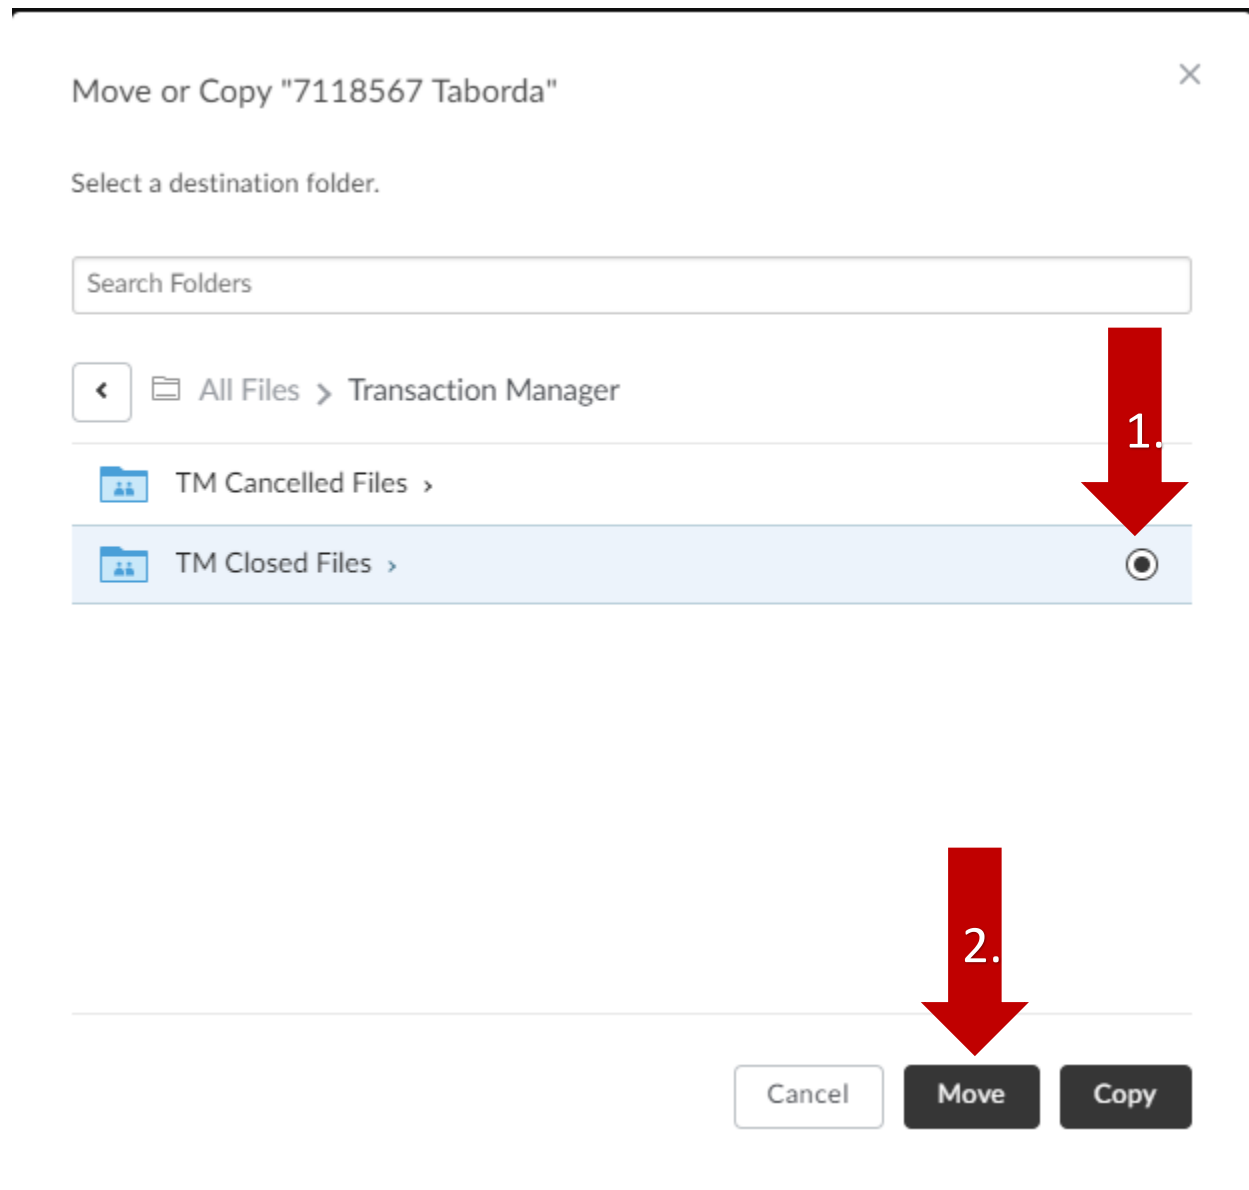 Move or Copy "7118567 Taborda"
Select a destination folder.
Search Folders
All Files > Transaction Manager
1.
TM Cancelled Files >
TM Closed Files >
2.
Cancel
Move
Copy